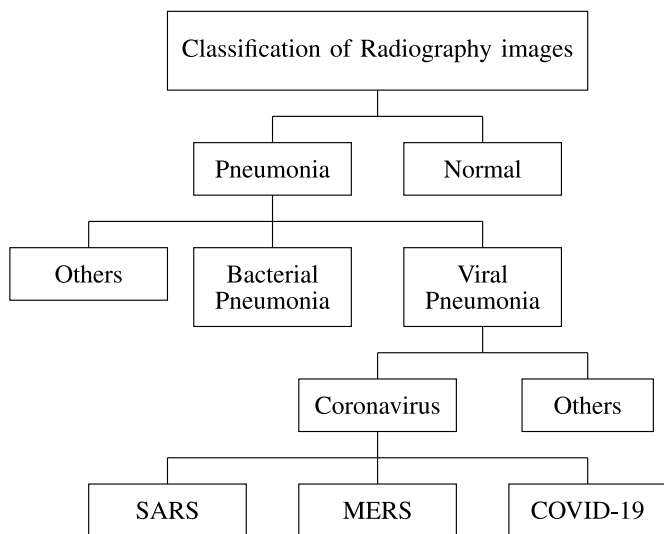 Classification of Radiography images
Pneumonia
Normal
Others
Bacterial
Pneumonia
Viral
Pneumonia
Coronavirus
Others
SARS
MERS
COVID-19